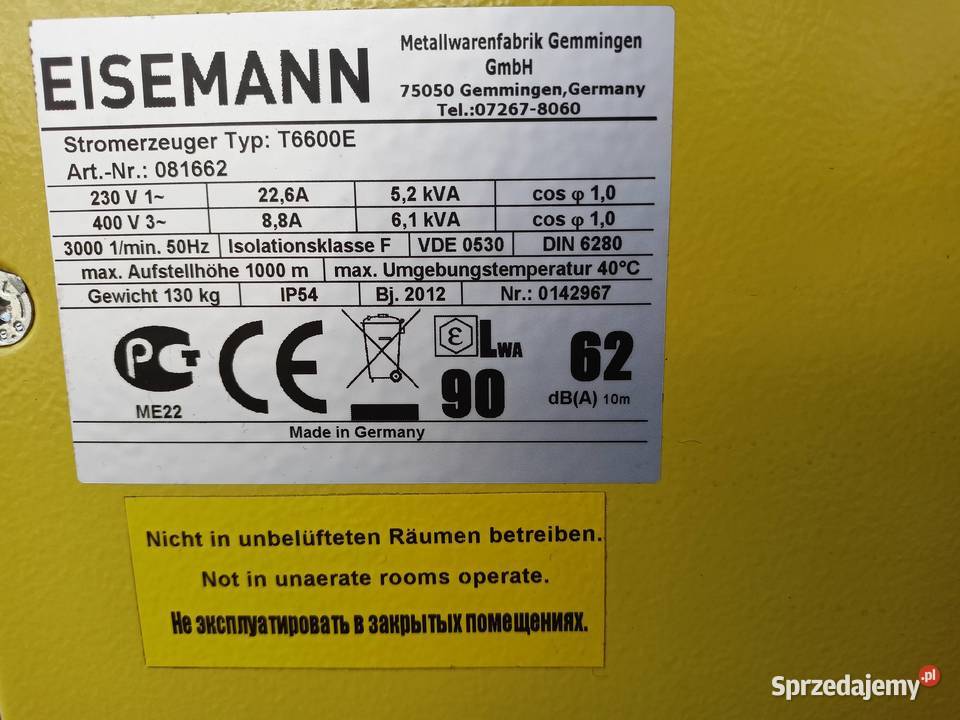 EISEMANN
Metallwarenfabrik Gemmingen
GmbH
75050 Gemmingen,Germany
Tel.:07267-8060
Stromerzeuger Typ: T6600E
Art.-Nr.: 081662
230 V 1~ 22,6A 5,2 kVA cos φ 1,0
400 V 3~ 8,8A 6,1 kVA cos φ 1,0
3000 1/min. 50Hz Isolationsklasse F VDE 0530 DIN 6280
max. Aufstellhöhe 1000 m max. Umgebungstemperatur 40°C
Gewicht 130 kg IP54 Bj. 2012 Nr.: 0142967
PCT CE ε LWA 62
ME22 90 dB(A) 10m
Made in Germany
Nicht in unbelüfteten Räumen betreiben.
Not in unaerate rooms operate.
Не эксплуатировать в закрытых помещениях.
Sprzedajemy.pl